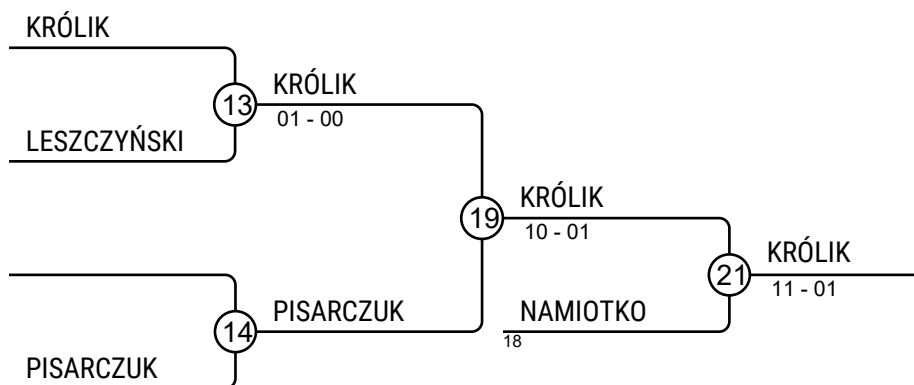 KRÓLIK
13
KRÓLIK
01 - 00
LESZCZYŃSKI
19
KRÓLIK
10 - 01
21
KRÓLIK
11 - 01
14
PISARCZUK
NAMIOTKO
18
PISARCZUK